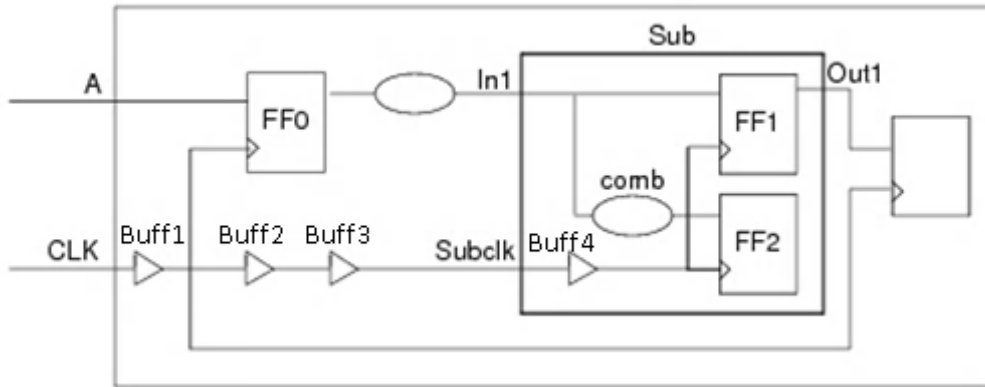 Sub
A
FF0
In1
FF1
Out1
comb
CLK
Buff1
Buff2
Buff3
Subclk
Buff4
FF2